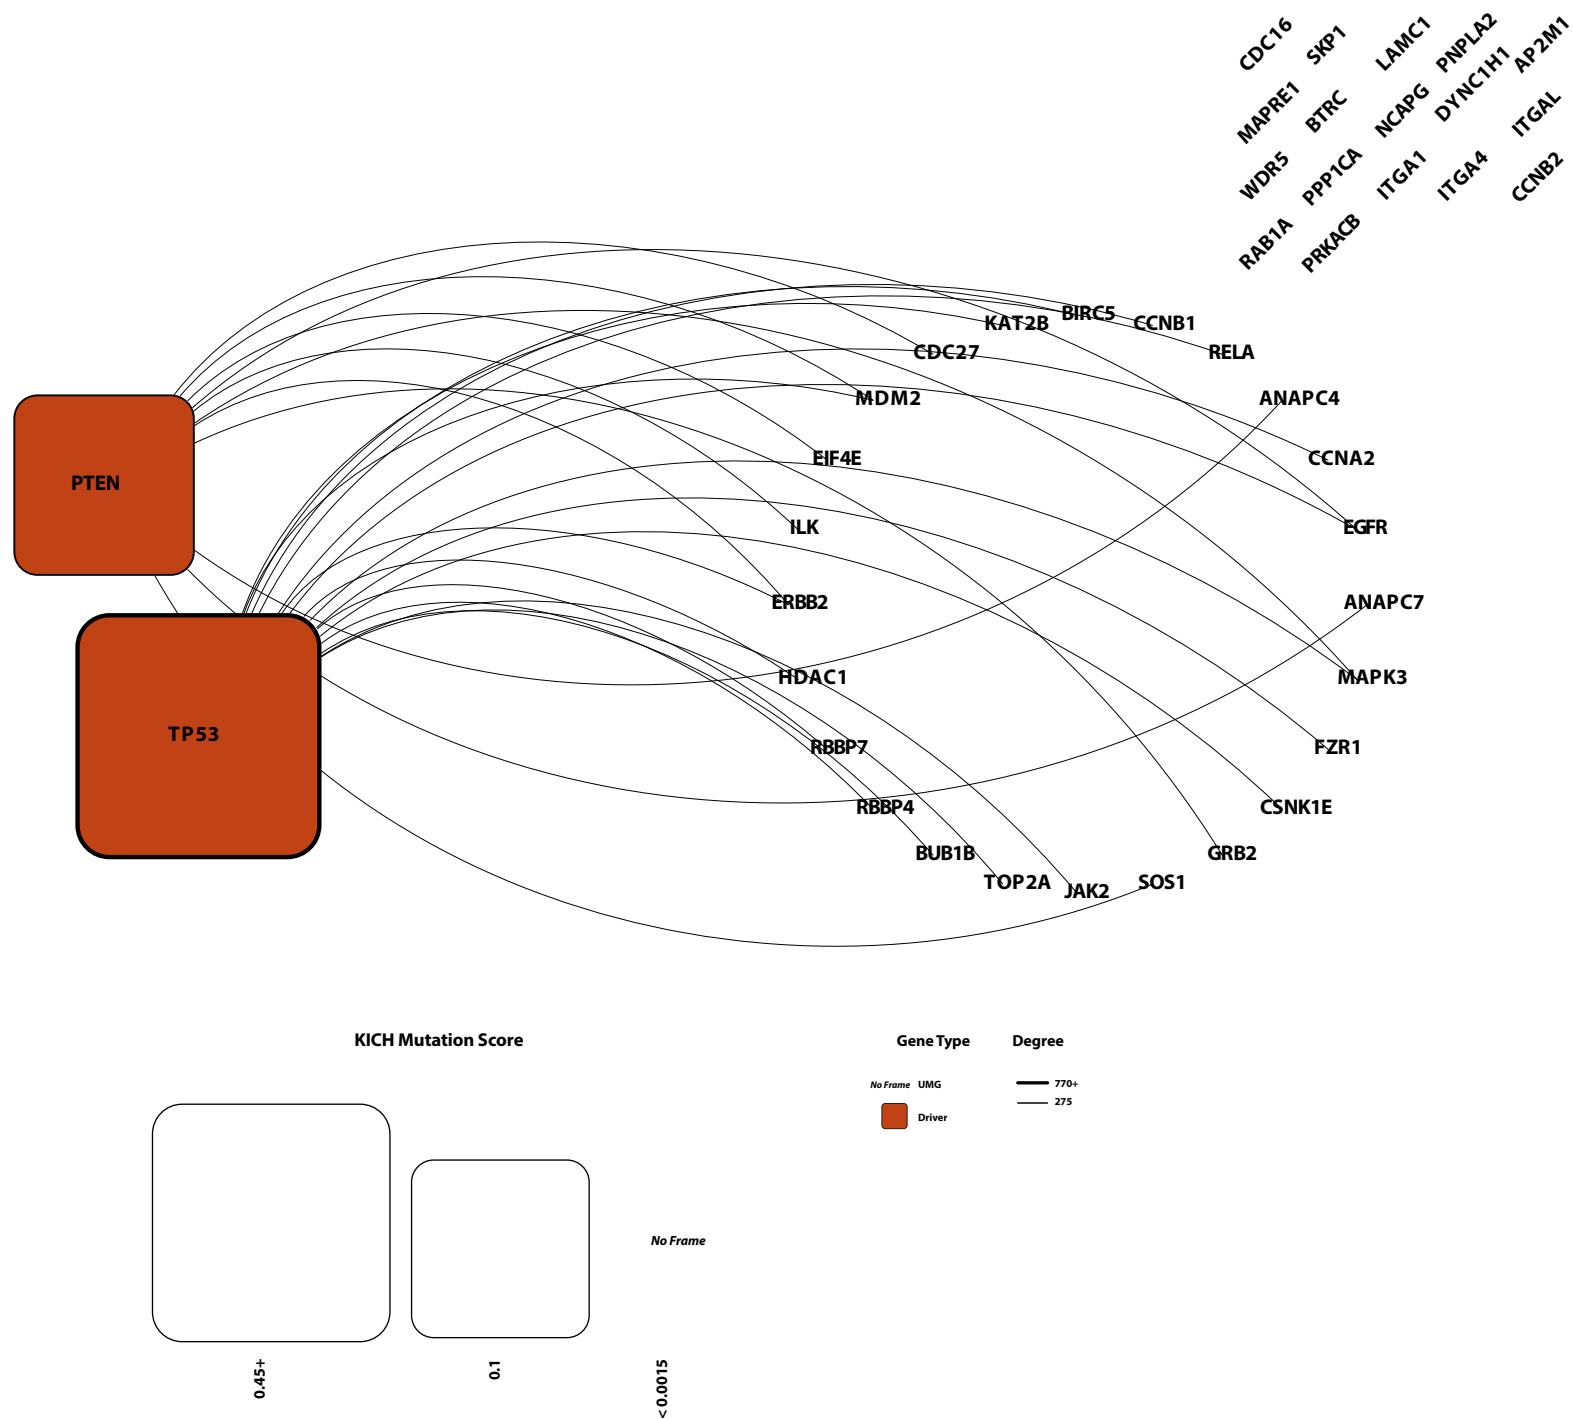 CDC16
SKP1
LAMC1
PNPLA2
AP2M1
MAPRE1
BTRC
NCAPG
DYNC1H1
ITGAL
WDR5
PPP1CA
ITGA1
ITGA4
CCNB2
RAB1A
PRKACB
BIRC5
KAT2B
CCNB1
CDC27
RELA
MDM2
ANAPC4
EIF4E
CCNA2
PTEN
ILK
EGFR
ERBB2
ANAPC7
HDAC1
MAPK3
TP53
RBBP7
FZR1
RBBP4
CSNK1E
BUB1B
GRB2
TOP2A
JAK2
SOS1
KICH Mutation Score
Gene Type
Degree
No Frame UMG
770+
275
Driver
No Frame
0.45+
0.1
< 0.0015